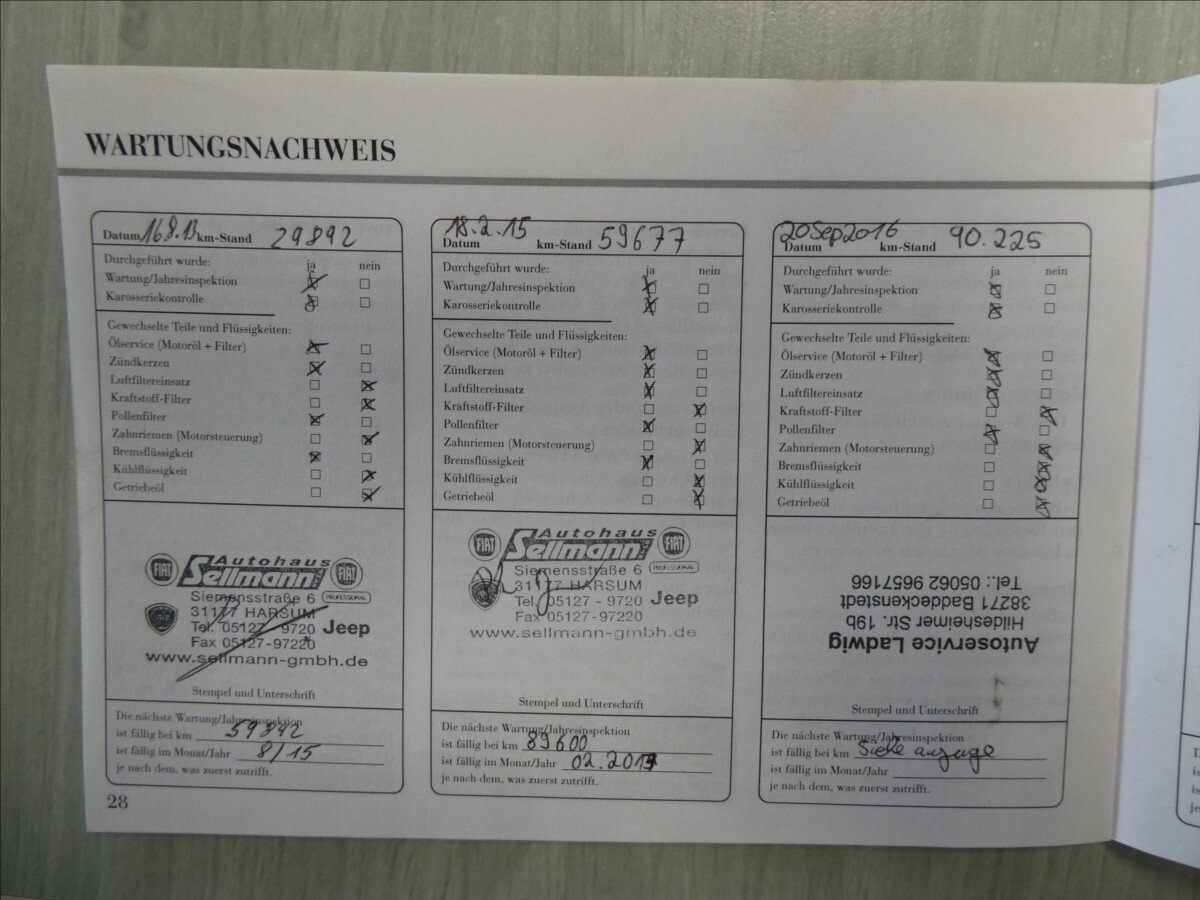 WARTUNGSNACHWEIS
Datum 16.8.13 km-Stand 29892
Durchgeführt wurde:
ja nein
Wartung/Jahresinspektion
Karosseriekontrolle
Gewechselte Teile und Flüssigkeiten:
Ölservice (Motoröl + Filter)
Zündkerzen
Luftfiltereinsatz
Kraftstoff-Filter
Pollenfilter
Zahnriemen (Motorsteuerung)
Bremsflüssigkeit
Kühlflüssigkeit
Getriebeöl
FIAT Autohaus FIAT
Sellmann
PROFESSIONAL
Siemensstraße 6
31177 HARSUM
Tel. 05127 - 9720 Jeep
Fax 05127-97220
www.sellmann-gmbh.de
Stempel und Unterschrift
Die nächste Wartung/Jahresinspektion
ist fällig bei km 59892
ist fällig im Monat/Jahr 8/15
je nach dem, was zuerst zutrifft.
28
18.2.15
Datum km-Stand 59677
Durchgeführt wurde:
ja nein
Wartung/Jahresinspektion
Karosseriekontrolle
Gewechselte Teile und Flüssigkeiten:
Ölservice (Motoröl + Filter)
Zündkerzen
Luftfiltereinsatz
Kraftstoff-Filter
Pollenfilter
Zahnriemen (Motorsteuerung)
Bremsflüssigkeit
Kühlflüssigkeit
Getriebeöl
FIAT Autohaus FIAT
Sellmann
PROFESSIONAL
Siemensstraße 6
31177 HARSUM
Tel. 05127 - 9720 Jeep
Fax 05127 - 97220
www.sellmann-gmbh.de
Stempel und Unterschrift
Die nächste Wartung/Jahresinspektion
ist fällig bei km 89600
ist fällig im Monat/Jahr 02.2017
je nach dem, was zuerst zutrifft.
20Sep2016
Datum km-Stand 90.225
Durchgeführt wurde:
ja nein
Wartung/Jahresinspektion
Karosseriekontrolle
Gewechselte Teile und Flüssigkeiten:
Ölservice (Motoröl + Filter)
Zündkerzen
Luftfiltereinsatz
Kraftstoff-Filter
Pollenfilter
Zahnriemen (Motorsteuerung)
Bremsflüssigkeit
Kühlflüssigkeit
Getriebeöl
Autoservice Ladwig
Hildesheimer Str. 19b
38271 Baddeckenstedt
Tel.: 05062 9657166
Stempel und Unterschrift
Die nächste Wartung/Jahresinspektion
ist fällig bei km Siehe anzeige
ist fällig im Monat/Jahr
je nach dem, was zuerst zutrifft.